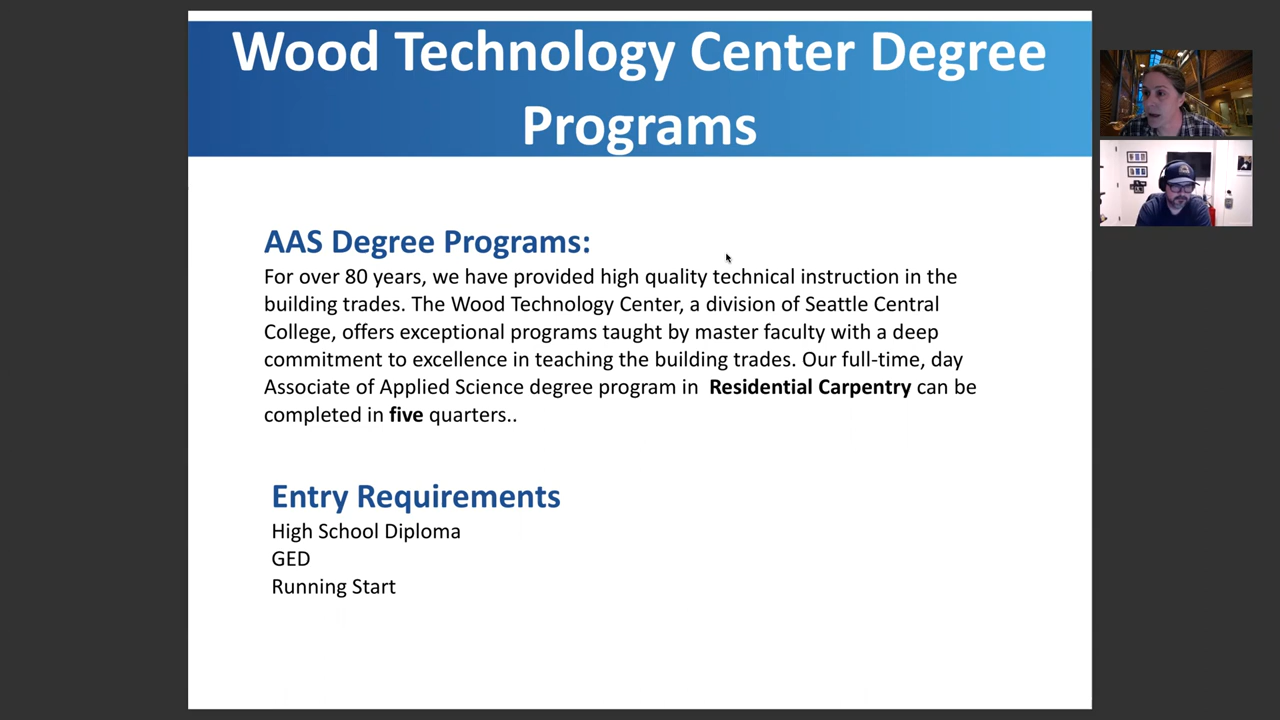 Wood Technology Center Degree
Programs
AAS Degree Programs:
For over 80 years, we have provided high quality technical instruction in the
building trades. The Wood Technology Center, a division of Seattle Central
College, offers exceptional programs taught by master faculty with a deep
commitment to excellence in teaching the building trades. Our full-time, day
Associate of Applied Science degree program in  Residential Carpentry can be
completed in five quarters..
Entry Requirements
High School Diploma
GED
Running Start